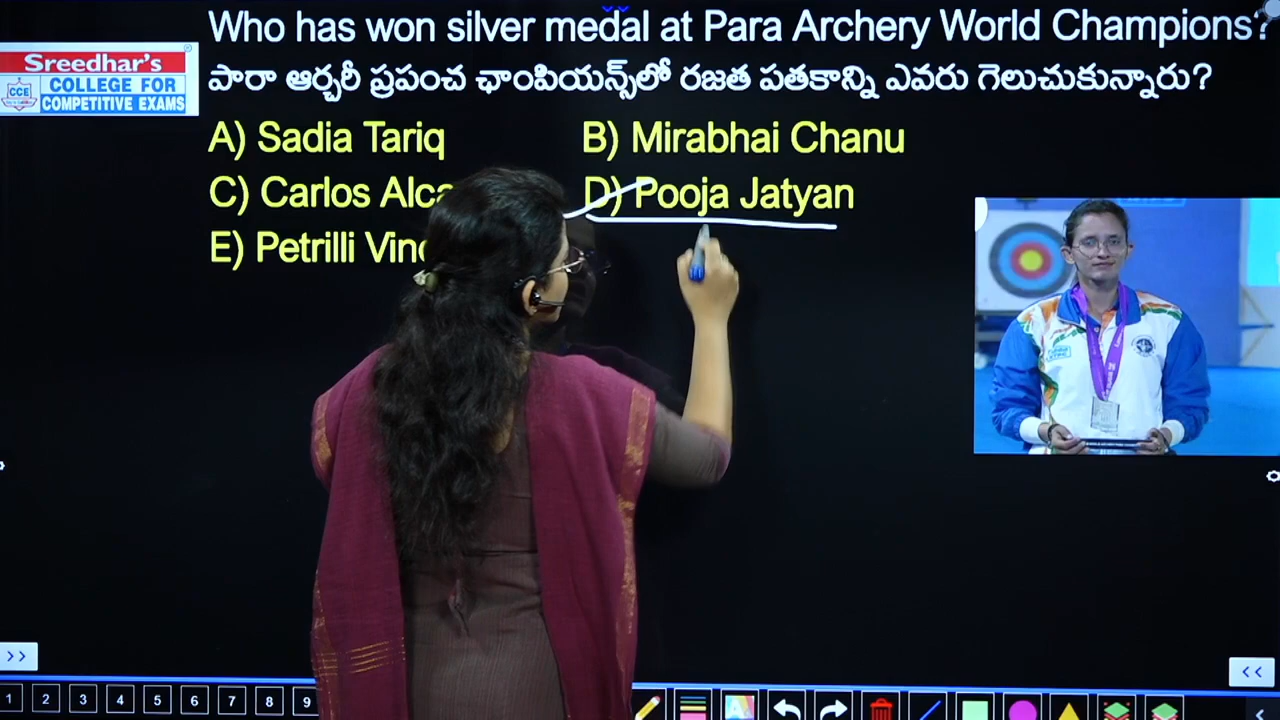 Who has won silver medal at Para Archery World Champions?
Sreedhar's
COLLEGE FOR
CCE
COMPETITIVE EXAMS
పారా ఆర్చరీ ప్రపంచ ఛాంపియన్స్‌లో రజత పతకాన్ని ఎవరు గెలుచుకున్నారు?
A) Sadia Tariq
B) Mirabhai Chanu
C) Carlos
D) Pooja Jatyan
E) Petrilli
>>
<<
1 2 3 4 5 6 7 8 9